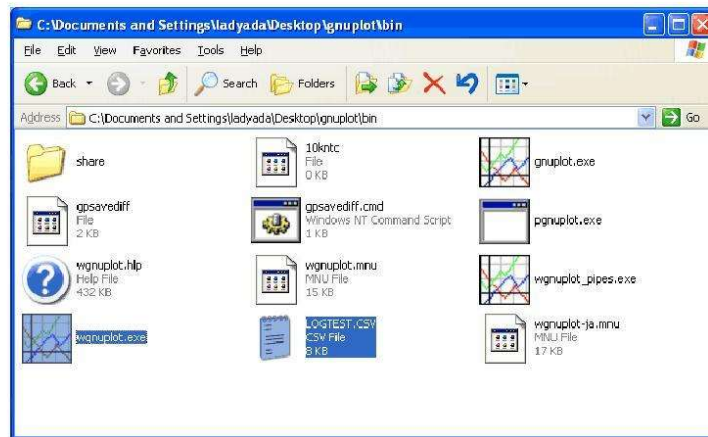 C:\Documents and Settings\ladyada\Desktop\gnuplot\bin
File Edit View Favorites Tools Help
Back Search Folders
Address C:\Documents and Settings\ladyada\Desktop\gnuplot\bin Go
share
10kntc
File
0 KB
gnuplot.exe
gpsavediff
File
2 KB
gpsavediff.cmd
Windows NT Command Script
1 KB
pgnuplot.exe
wgnuplot.hlp
Help File
432 KB
wgnuplot.mnu
MNU File
15 KB
wgnuplot_pipes.exe
wgnuplot.exe
LOGTEST.CSV
CSV File
8 KB
wgnuplot-ja.mnu
MNU File
17 KB